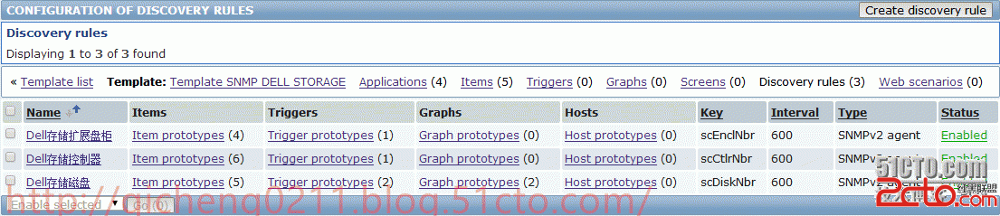 CONFIGURATION OF DISCOVERY RULES Create discovery rule
Discovery rules
Displaying 1 to 3 of 3 found
« Template list Template: Template SNMP DELL STORAGE Applications (4) Items (5) Triggers (0) Graphs (0) Screens (0) Discovery rules (3) Web scenarios (0)
Name Items Triggers Graphs Hosts Key Interval Type Status
Dell存储扩展盘柜 Item prototypes (4) Trigger prototypes (1) Graph prototypes (0) Host prototypes (0) scEnclNbr 600 SNMPv2 agent Enabled
Dell存储控制器 Item prototypes (6) Trigger prototypes (1) Graph prototypes (0) Host prototypes (0) scCtlrNbr 600 SNMPv2 agent Enabled
Dell存储磁盘 Item prototypes (5) Trigger prototypes (2) Graph prototypes (2) Host prototypes (0) scDiskNbr 600 SNMPv2 agent
Enable selected Go (0)
http://qicheng0211.blog.51cto.com/
51CTO.com
2cto.com
红黑联盟